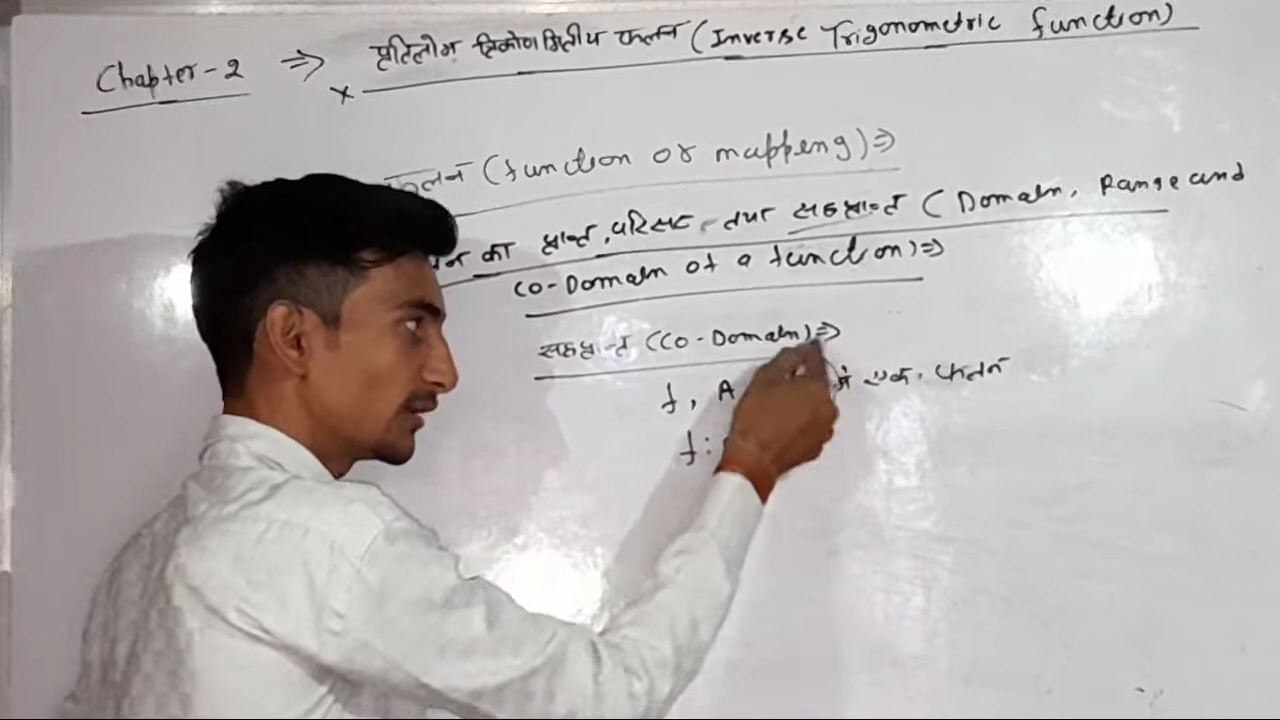 Chapter-2 ⇒ प्रतिलोम त्रिकोणमितीय फलन (Inverse Trigonometric function)
फलन (function or mapping) ⇒
का प्रान्त, परिसर तथा सहप्रान्त (Domain, Range and
Co-Domain of a function) ⇒
सहप्रान्त (Co-Domain) ⇒
f, A में एक फलन
f: